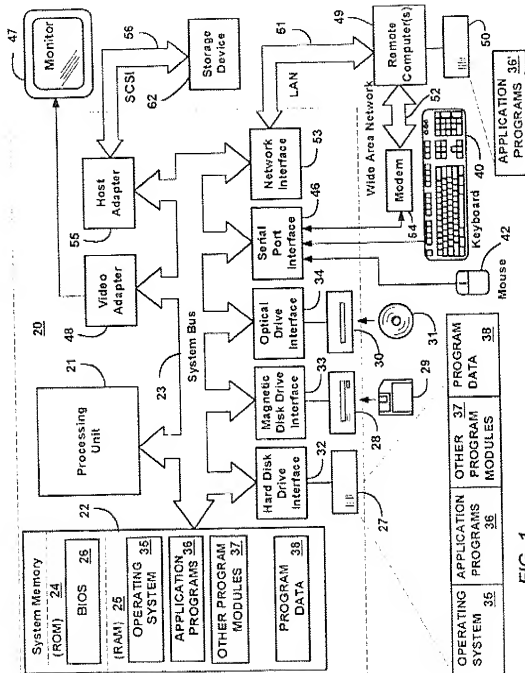 47
Monitor
56
SCSI
Storage
Device
62
51
49
LAN
Remote
Computer(s)
50
Host
Adapter
55
Network
Interface
53
Wide Area Network
52
Modem
54
Keyboard
40
APPLICATION
PROGRAMS 36'
20
Video
Adapter
48
Serial
Port
Interface
46
Mouse
42
21
Processing
Unit
23
System Bus
Optical
Drive
Interface
34
30
31
Magnetic
Disk Drive
Interface
33
28
29
22
Hard Disk
Drive
Interface
32
27
System Memory
(ROM) 24
BIOS 26
(RAM) 25
OPERATING
SYSTEM 35
APPLICATION
PROGRAMS 36
OTHER PROGRAM
MODULES 37
PROGRAM
DATA 38
OPERATING
SYSTEM 35
APPLICATION
PROGRAMS 36
OTHER 37
PROGRAM
MODULES
PROGRAM
DATA 38
FIG. 1